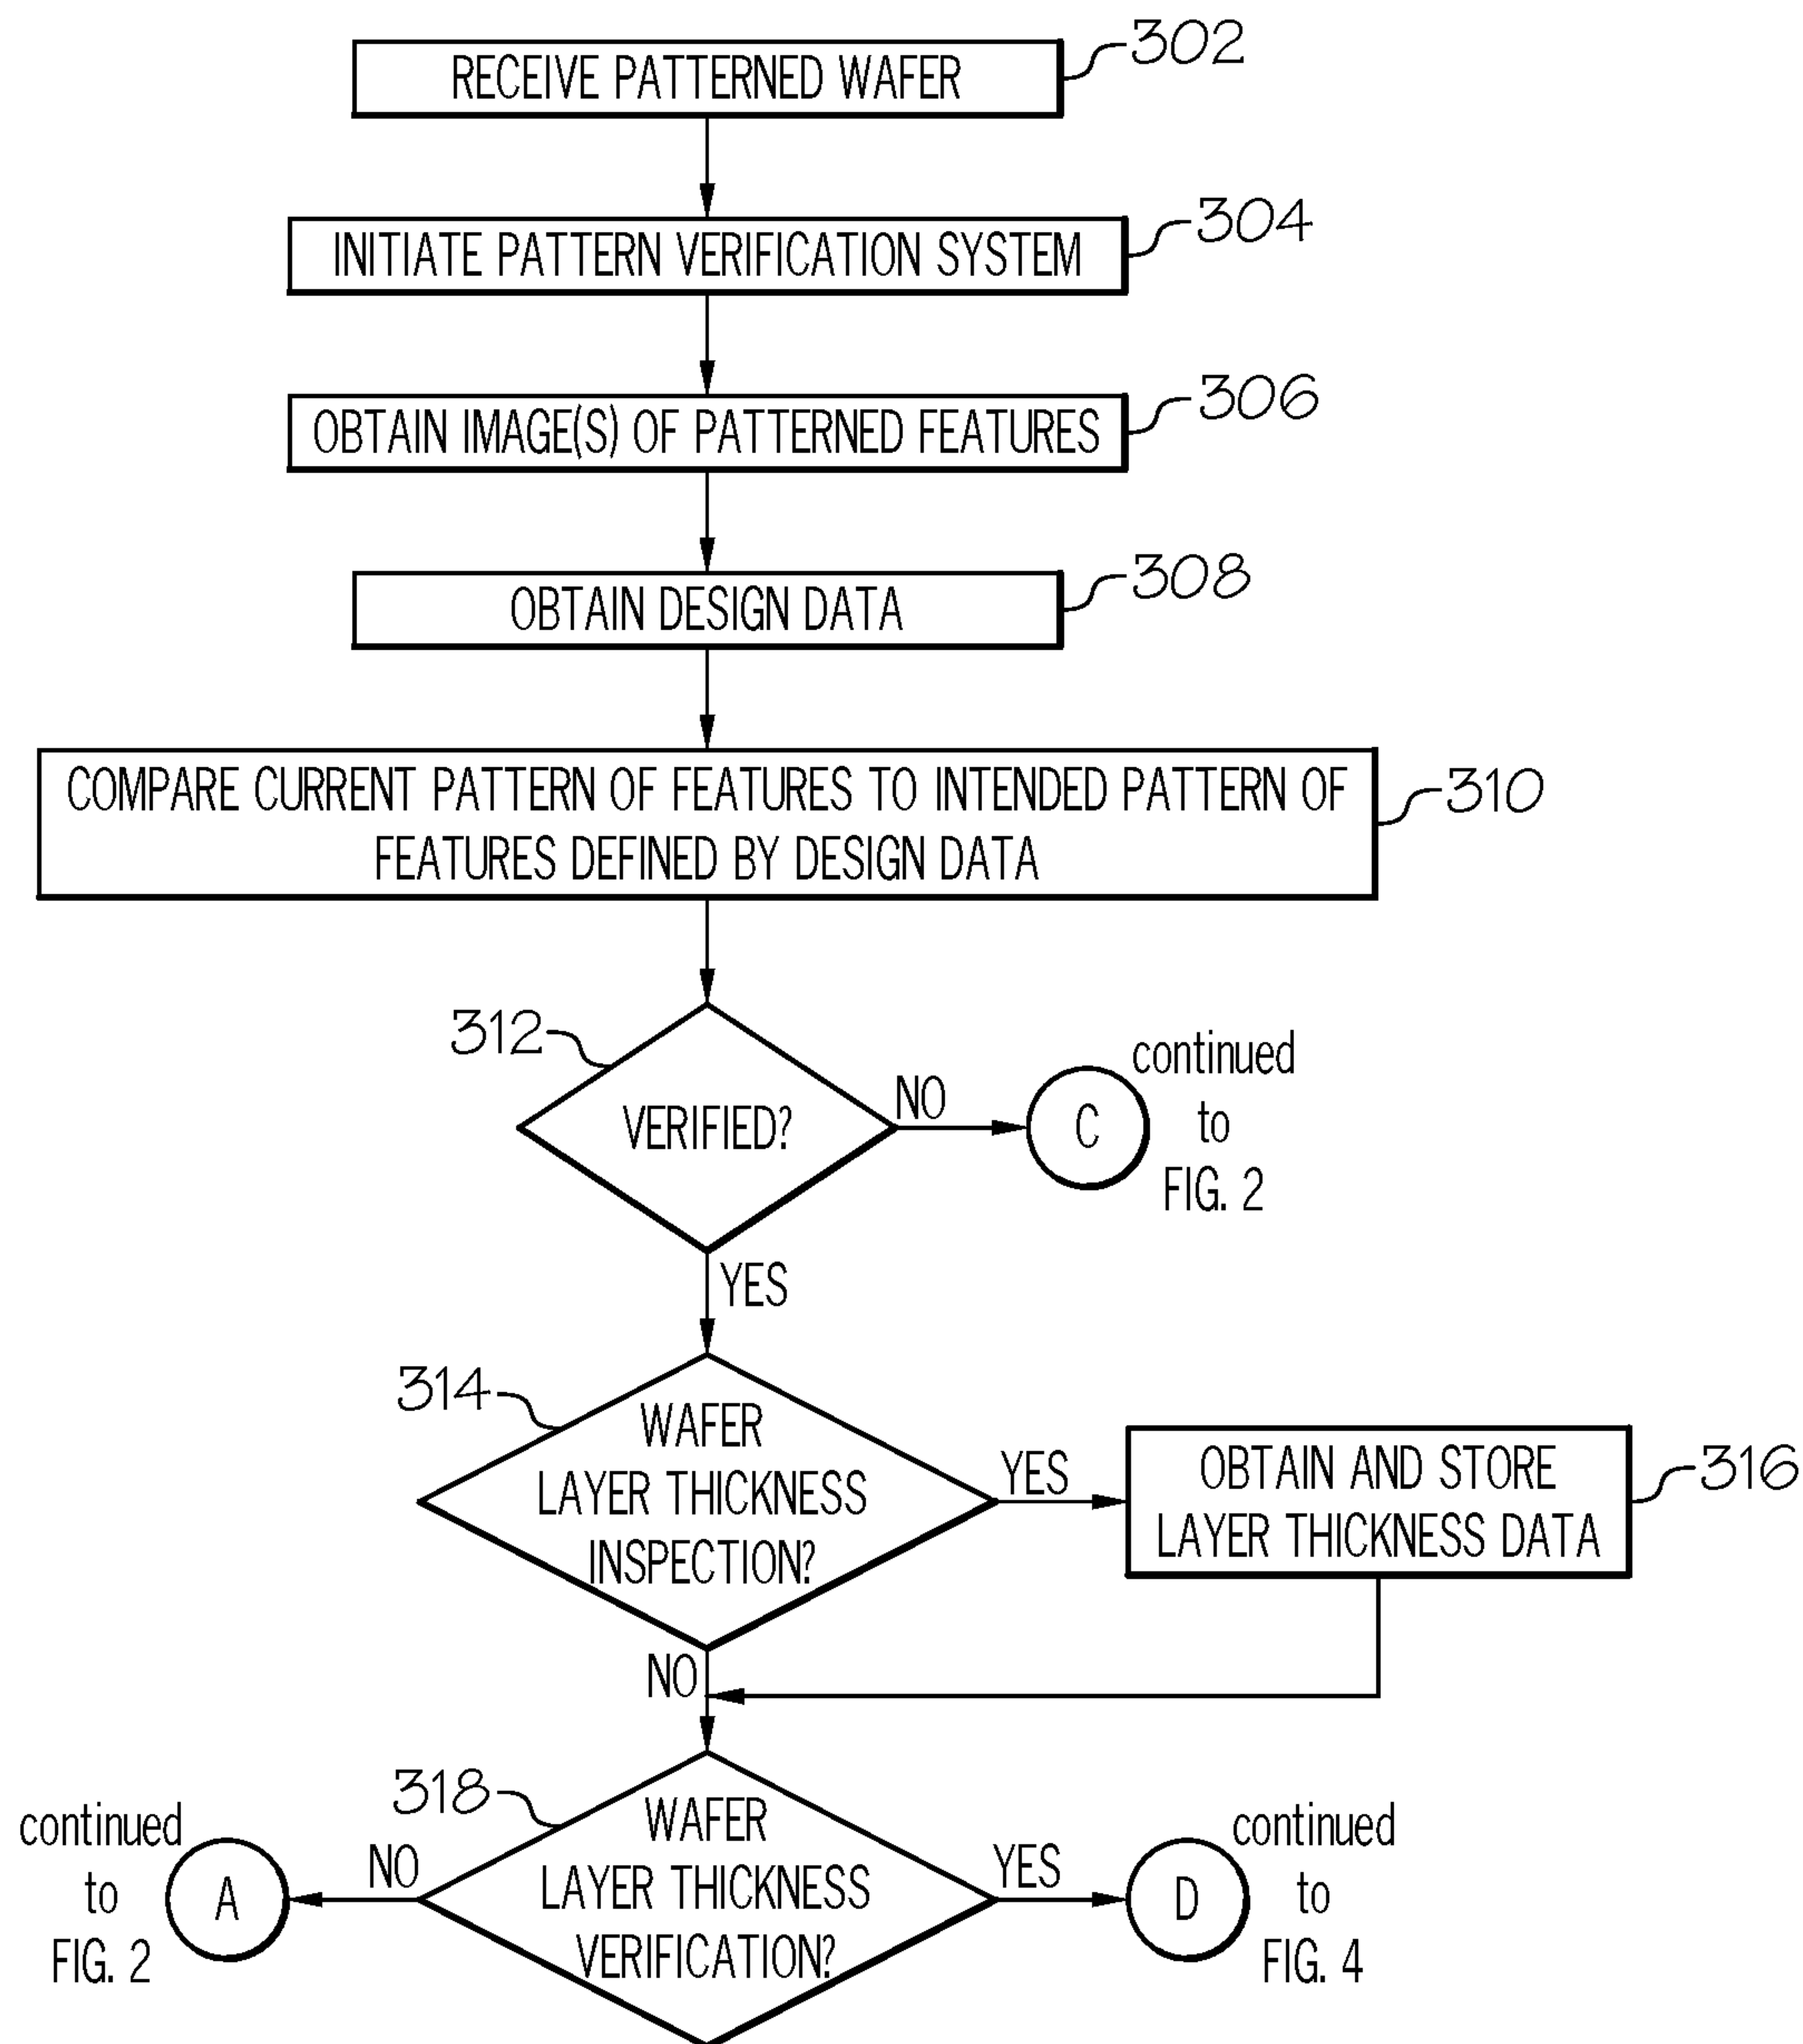 RECEIVE PATTERNED WAFER
302
INITIATE PATTERN VERIFICATION SYSTEM
304
OBTAIN IMAGE(S) OF PATTERNED FEATURES
306
OBTAIN DESIGN DATA
308
COMPARE CURRENT PATTERN OF FEATURES TO INTENDED PATTERN OF
FEATURES DEFINED BY DESIGN DATA
310
312
VERIFIED?
NO
C
continued
to
FIG. 2
YES
314
WAFER
LAYER THICKNESS
INSPECTION?
YES
OBTAIN AND STORE
LAYER THICKNESS DATA
316
NO
318
WAFER
LAYER THICKNESS
VERIFICATION?
NO
A
continued
to
FIG. 2
YES
D
continued
to
FIG. 4